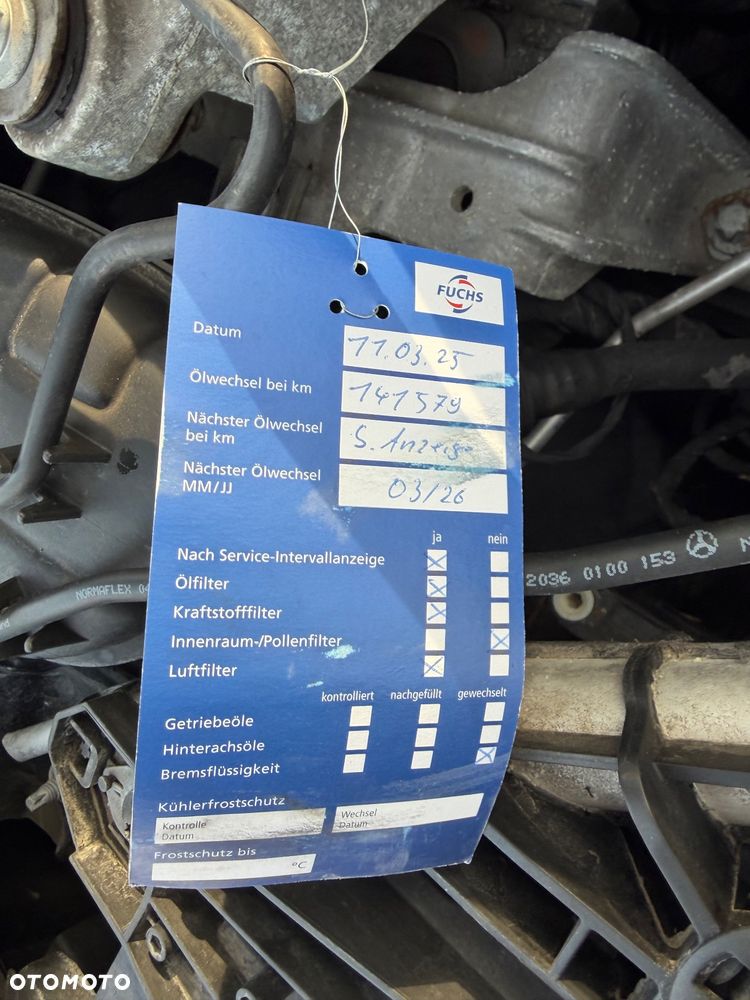 FUCHS
Datum 11.03.25
Ölwechsel bei km 141579
Nächster Ölwechsel
bei km S. Anzeige
Nächster Ölwechsel
MM/JJ 03/26
ja nein
Nach Service-Intervallanzeige
Ölfilter
Kraftstofffilter
Innenraum-/Pollenfilter
Luftfilter
kontrolliert nachgefüllt gewechselt
Getriebeöle
Hinterachsöle
Bremsflüssigkeit
Kühlerfrostschutz
Kontrolle
Datum
Wechsel
Datum
Frostschutz bis °C
NORMAFLEX
2036 0100 153
OTOMOTO